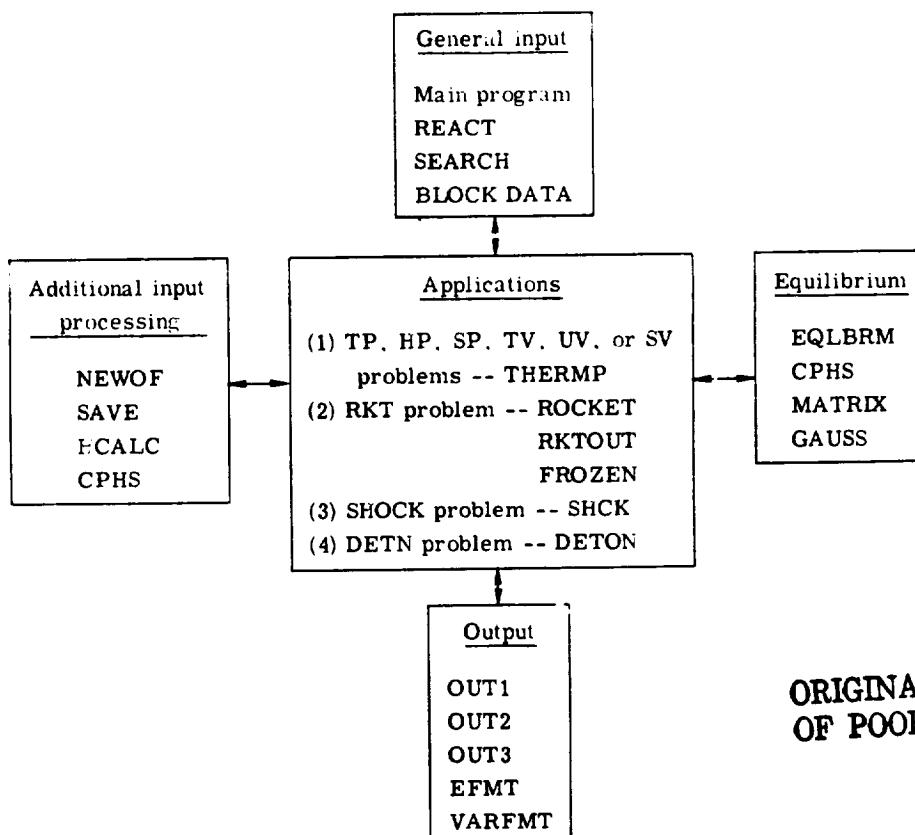 General input
Main program
REACT
SEARCH
BLOCK DATA
Additional input
processing
NEWOF
SAVE
HCALC
CPHS
Applications
(1) TP, HP, SP, TV, UV, or SV
problems -- THERMP
(2) RKT problem -- ROCKET
RKTOUT
FROZEN
(3) SHOCK problem -- SHCK
(4) DETN problem -- DETON
Equilibrium
EQLBRM
CPHS
MATRIX
GAUSS
Output
OUT1
OUT2
OUT3
EFMT
VARFMT
ORIGINA
OF POO